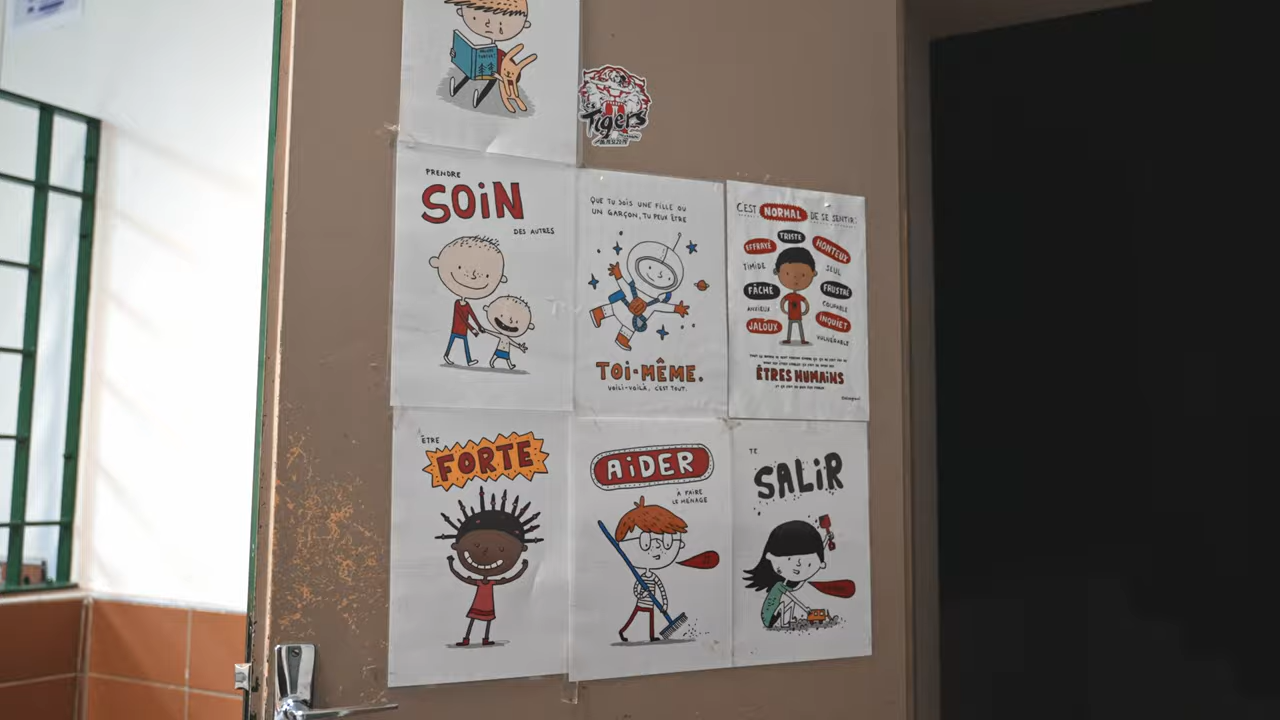 Les
Tigers
PRENDRE
SOiN
DES AUTRES
QUE TU SOIS UNE FILLE OU
UN GARÇON, TU PEUX ÊTRE
TOi-MÊME.
VOILI-VOILÀ, C'EST TOUT.
C'EST NORMAL DE SE SENTIR:
TRISTE
EFFRAYÉ
HONTEUX
TIMIDE
SEUL
FÂCHÉ
FRUSTRÉ
ANXIEUX
COUPABLE
JALOUX
INQUIET
VULNÉRABLE
ÊTRES HUMAiNS
ÊTRE
FORTE
AiDER
À FAIRE
LE MÉNAGE
TE
SALiR